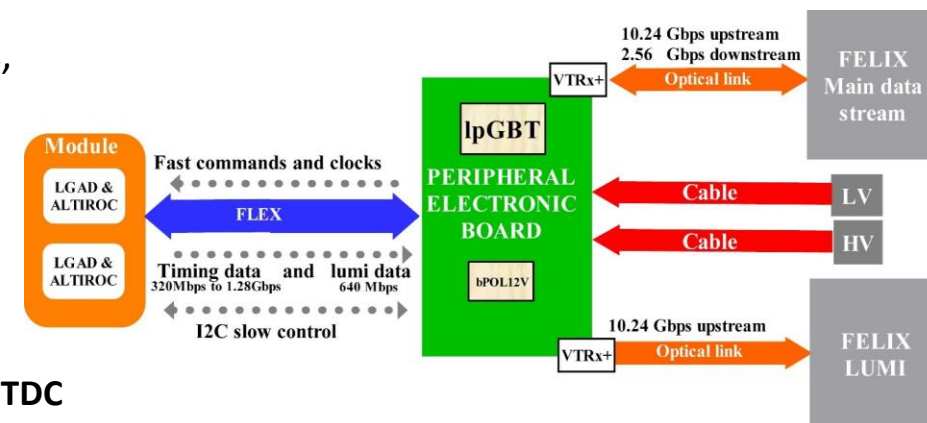 ,
Module
LGAD &
ALTIROC
LGAD &
ALTIROC
Fast commands and clocks
FLEX
Timing data and lumi data
320Mbps to 1.28Gbps 640 Mbps
I2C slow control
VTRx+
lpGBT
PERIPHERAL
ELECTRONIC
BOARD
bPOL12V
VTRx+
10.24 Gbps upstream
2.56 Gbps downstream
Optical link
FELIX
Main data
stream
Cable
LV
Cable
HV
10.24 Gbps upstream
Optical link
FELIX
LUMI
TDC